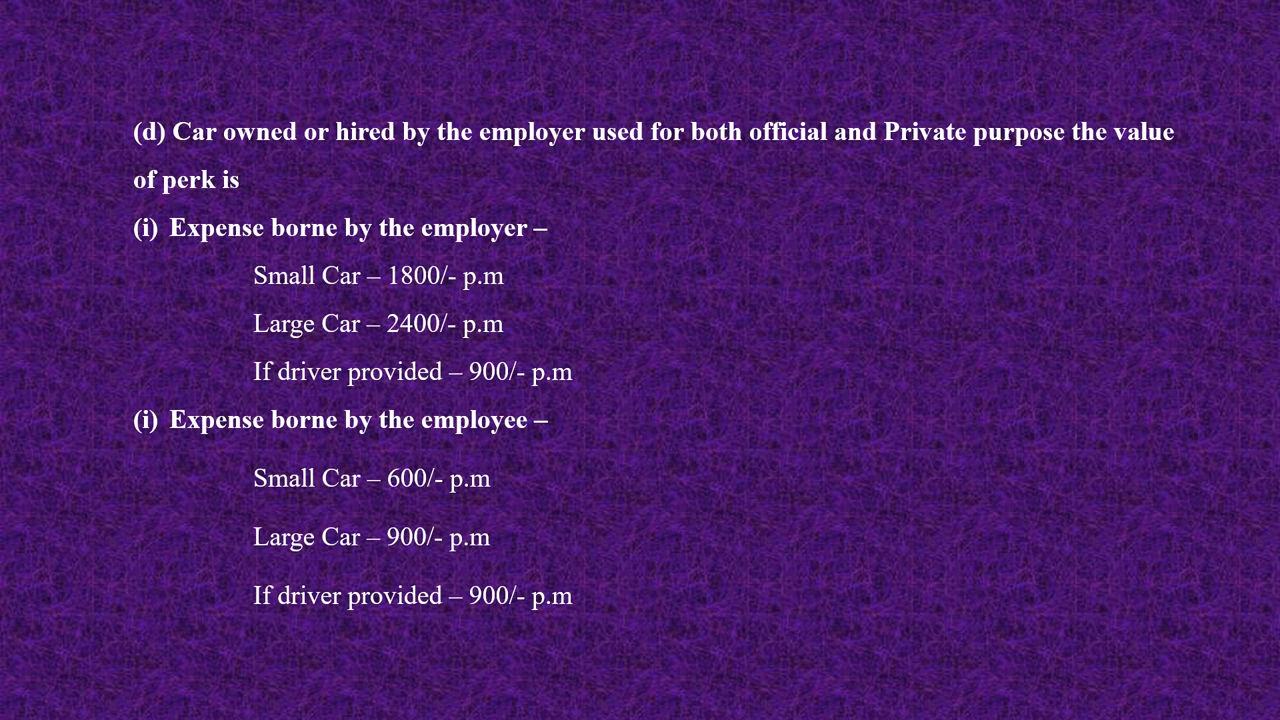 (d) Car owned or hired by the employer used for both official and Private purpose the value
of perk is
(i) Expense borne by the employer –
Small Car – 1800/- p.m
Large Car – 2400/- p.m
If driver provided – 900/- p.m
(i) Expense borne by the employee –
Small Car – 600/- p.m
Large Car – 900/- p.m
If driver provided – 900/- p.m